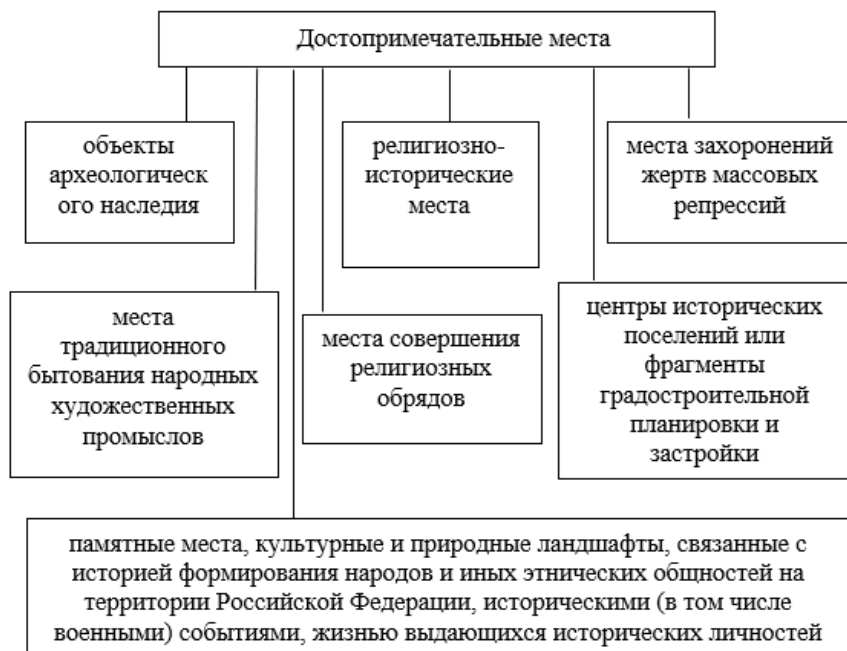 Достопримечательные места
объекты
археологическ
ого наследия
религиозно-
исторические
места
места захоронений
жертв массовых
репрессий
места
традиционного
бытования народных
художественных
промыслов
места совершения
религиозных
обрядов
центры исторических
поселений или
фрагменты
градостроительной
планировки и
застройки
памятные места, культурные и природные ландшафты, связанные с
историей формирования народов и иных этнических общностей на
территории Российской Федерации, историческими (в том числе
военными) событиями, жизнью выдающихся исторических личностей